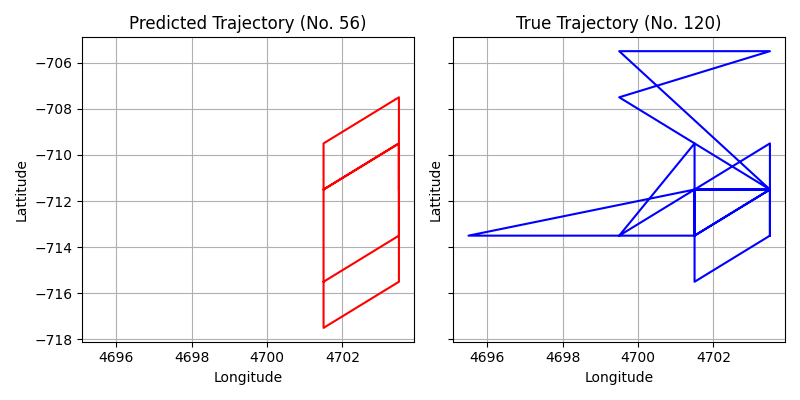 Predicted Trajectory (No. 56)
True Trajectory (No. 120)
−706
−708
−710
−712
−714
−716
−718
Lattitude
Lattitude
4696 4698 4700 4702
4696 4698 4700 4702
Longitude
Longitude